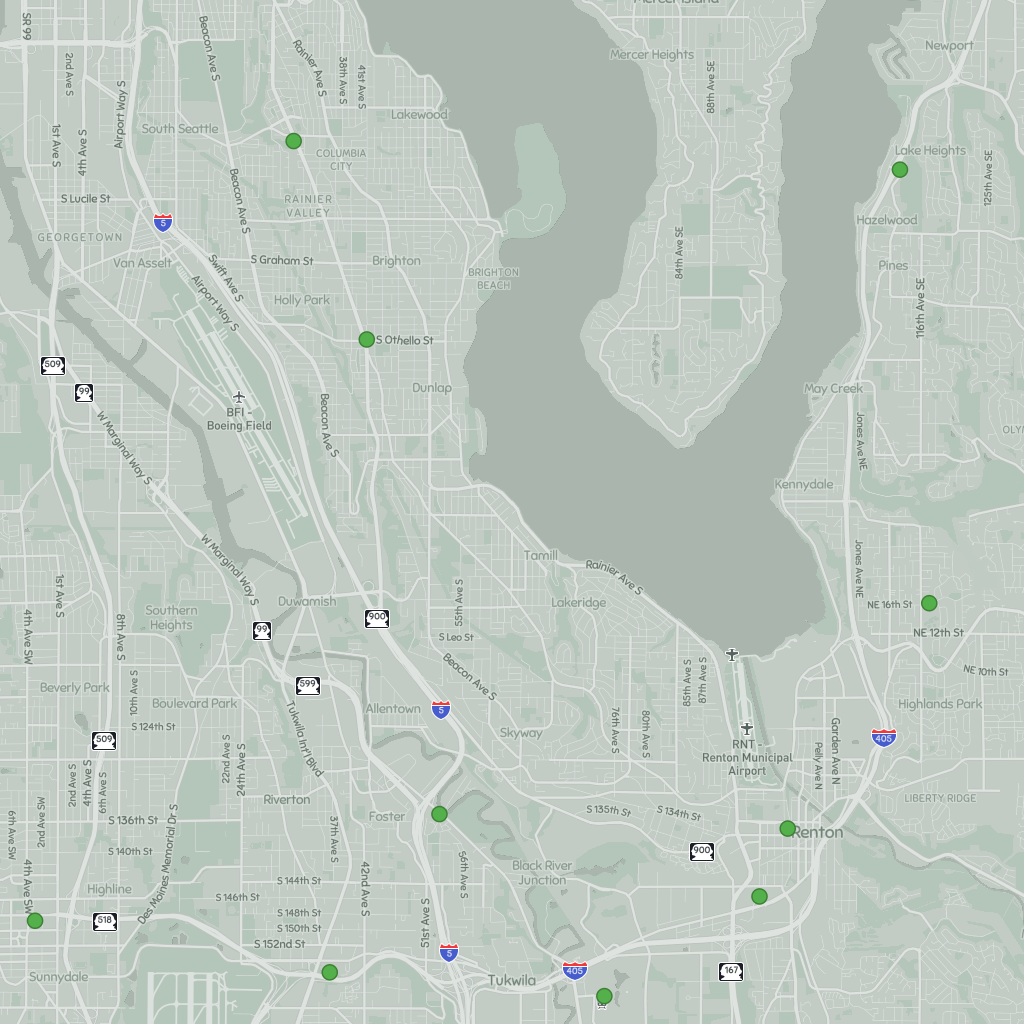 Mercer Island
SR 99
Beacon Ave S
Rainier Ave S
38th Ave S
41st Ave S
2nd Ave S
Mercer Heights
88th Ave SE
Newport
Airport Way S
Lakewood
South Seattle
1st Ave S
4th Ave S
COLUMBIA
CITY
Lake Heights
125th Ave SE
S Lucile St
Beacon Ave S
RAINIER
VALLEY
Hazelwood
5
GEORGETOWN
84th Ave SE
Van Asselt
Swift Ave S
S Graham St
Brighton
BRIGHTON
BEACH
Pines
Airport Way S
Holly Park
116th Ave SE
S Othello St
509
99
Dunlap
May Creek
BFI -
Boeing Field
Beacon Ave S
W Marginal Way S
Jones Ave NE
Kennydale
Tamill
Rainier Ave S
W Marginal Way S
Jones Ave NE
1st Ave S
55th Ave S
Duwamish
Lakeridge
NE 16th St
Southern
Heights
900
99
4th Ave SW
8th Ave S
S Leo St
NE 12th St
Beacon Ave S
NE 10th St
85th Ave S
87th Ave S
Beverly Park
10th Ave S
599
Boulevard Park
Allentown
5
Highlands Park
S 124th St
Tukwila Int'l Blvd
Skyway
76th Ave S
80th Ave S
Garden Ave N
Pelly Ave N
405
509
22nd Ave S
24th Ave S
RNT -
Renton Municipal
Airport
2nd Ave S
4th Ave S
6th Ave S
Riverton
LIBERTY RIDGE
6th Ave SW
2nd Ave SW
S 136th St
Des Moines Memorial Dr S
37th Ave S
Foster
S 135th St
S 134th St
Renton
S 140th St
900
4th Ave SW
42nd Ave S
56th Ave S
Black River
Junction
Highline
S 144th St
S 146th St
518
S 148th St
S 150th St
51st Ave S
S 152nd St
5
405
167
Sunnydale
Tukwila